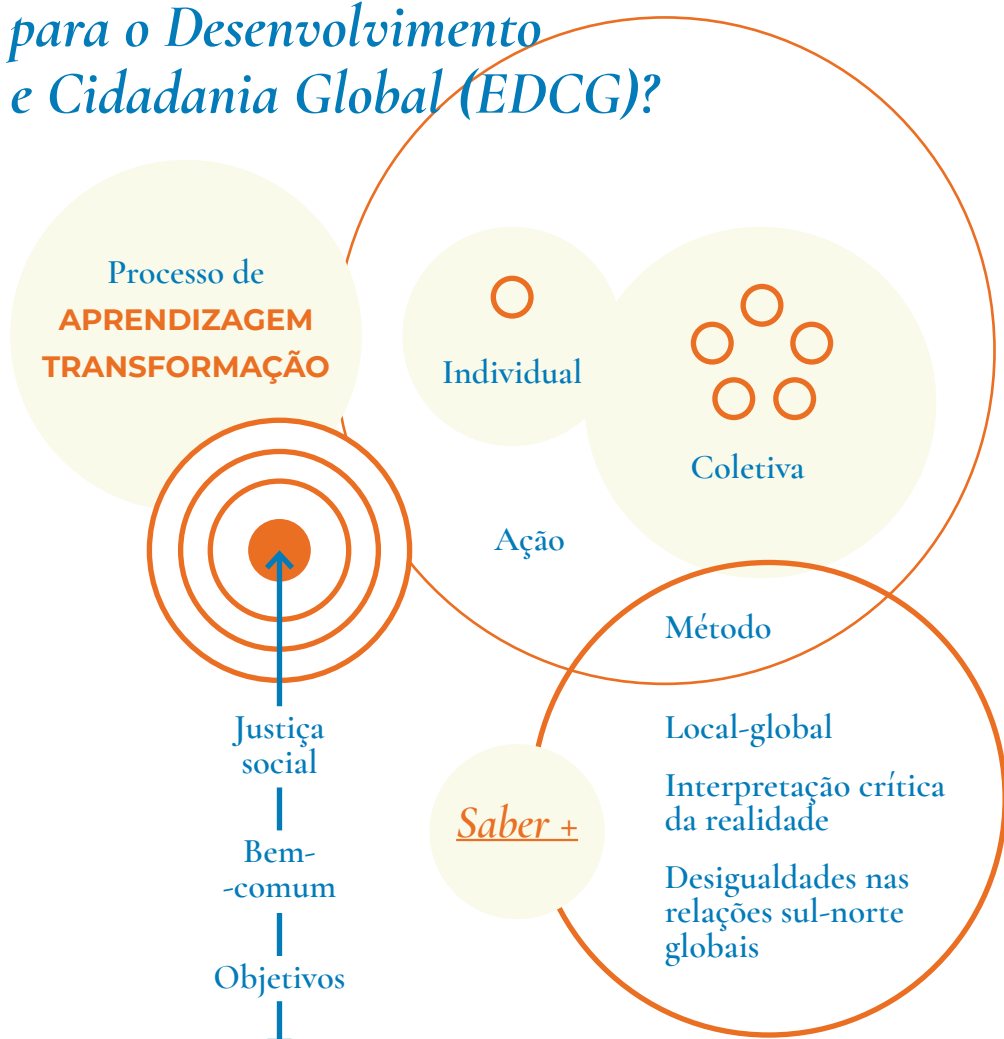 para o Desenvolvimento
e Cidadania Global (EDCG)?
Processo de
APRENDIZAGEM
TRANSFORMAÇÃO
Individual
Coletiva
Ação
Método
Local-global
Interpretação crítica
da realidade
Desigualdades nas
relações sul-norte
globais
Saber +
Justiça
social
Bem-
-comum
Objetivos